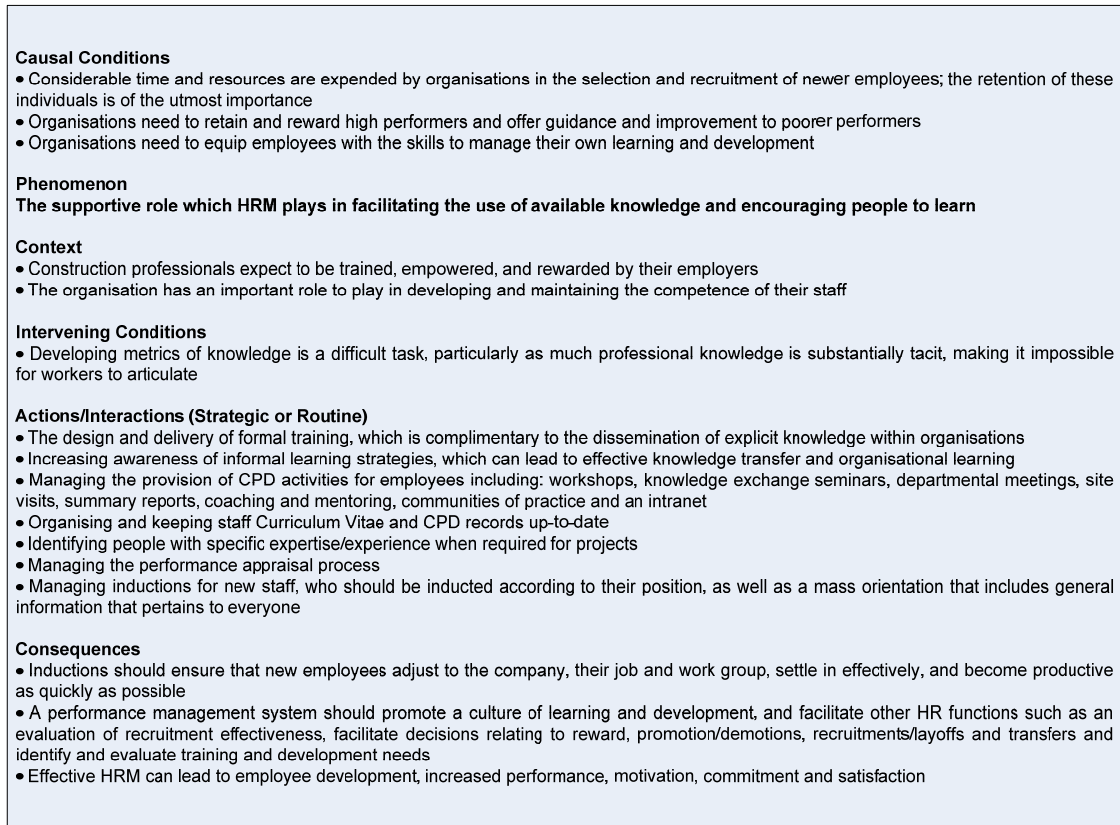 Causal Conditions
• Considerable time and resources are expended by organisations in the selection and recruitment of newer employees; the retention of these
individuals is of the utmost importance
• Organisations need to retain and reward high performers and offer guidance and improvement to poorer performers
• Organisations need to equip employees with the skills to manage their own learning and development
Phenomenon
The supportive role which HRM plays in facilitating the use of available knowledge and encouraging people to learn
Context
• Construction professionals expect to be trained, empowered, and rewarded by their employers
• The organisation has an important role to play in developing and maintaining the competence of their staff
Intervening Conditions
• Developing metrics of knowledge is a difficult task, particularly as much professional knowledge is substantially tacit, making it impossible
for workers to articulate
Actions/Interactions (Strategic or Routine)
• The design and delivery of formal training, which is complimentary to the dissemination of explicit knowledge within organisations
• Increasing awareness of informal learning strategies, which can lead to effective knowledge transfer and organisational learning
• Managing the provision of CPD activities for employees including: workshops, knowledge exchange seminars, departmental meetings, site
visits, summary reports, coaching and mentoring, communities of practice and an intranet
• Organising and keeping staff Curriculum Vitae and CPD records up-to-date
• Identifying people with specific expertise/experience when required for projects
• Managing the performance appraisal process
• Managing inductions for new staff, who should be inducted according to their position, as well as a mass orientation that includes general
information that pertains to everyone
Consequences
• Inductions should ensure that new employees adjust to the company, their job and work group, settle in effectively, and become productive
as quickly as possible
• A performance management system should promote a culture of learning and development, and facilitate other HR functions such as an
evaluation of recruitment effectiveness, facilitate decisions relating to reward, promotion/demotions, recruitments/layoffs and transfers and
identify and evaluate training and development needs
• Effective HRM can lead to employee development, increased performance, motivation, commitment and satisfaction